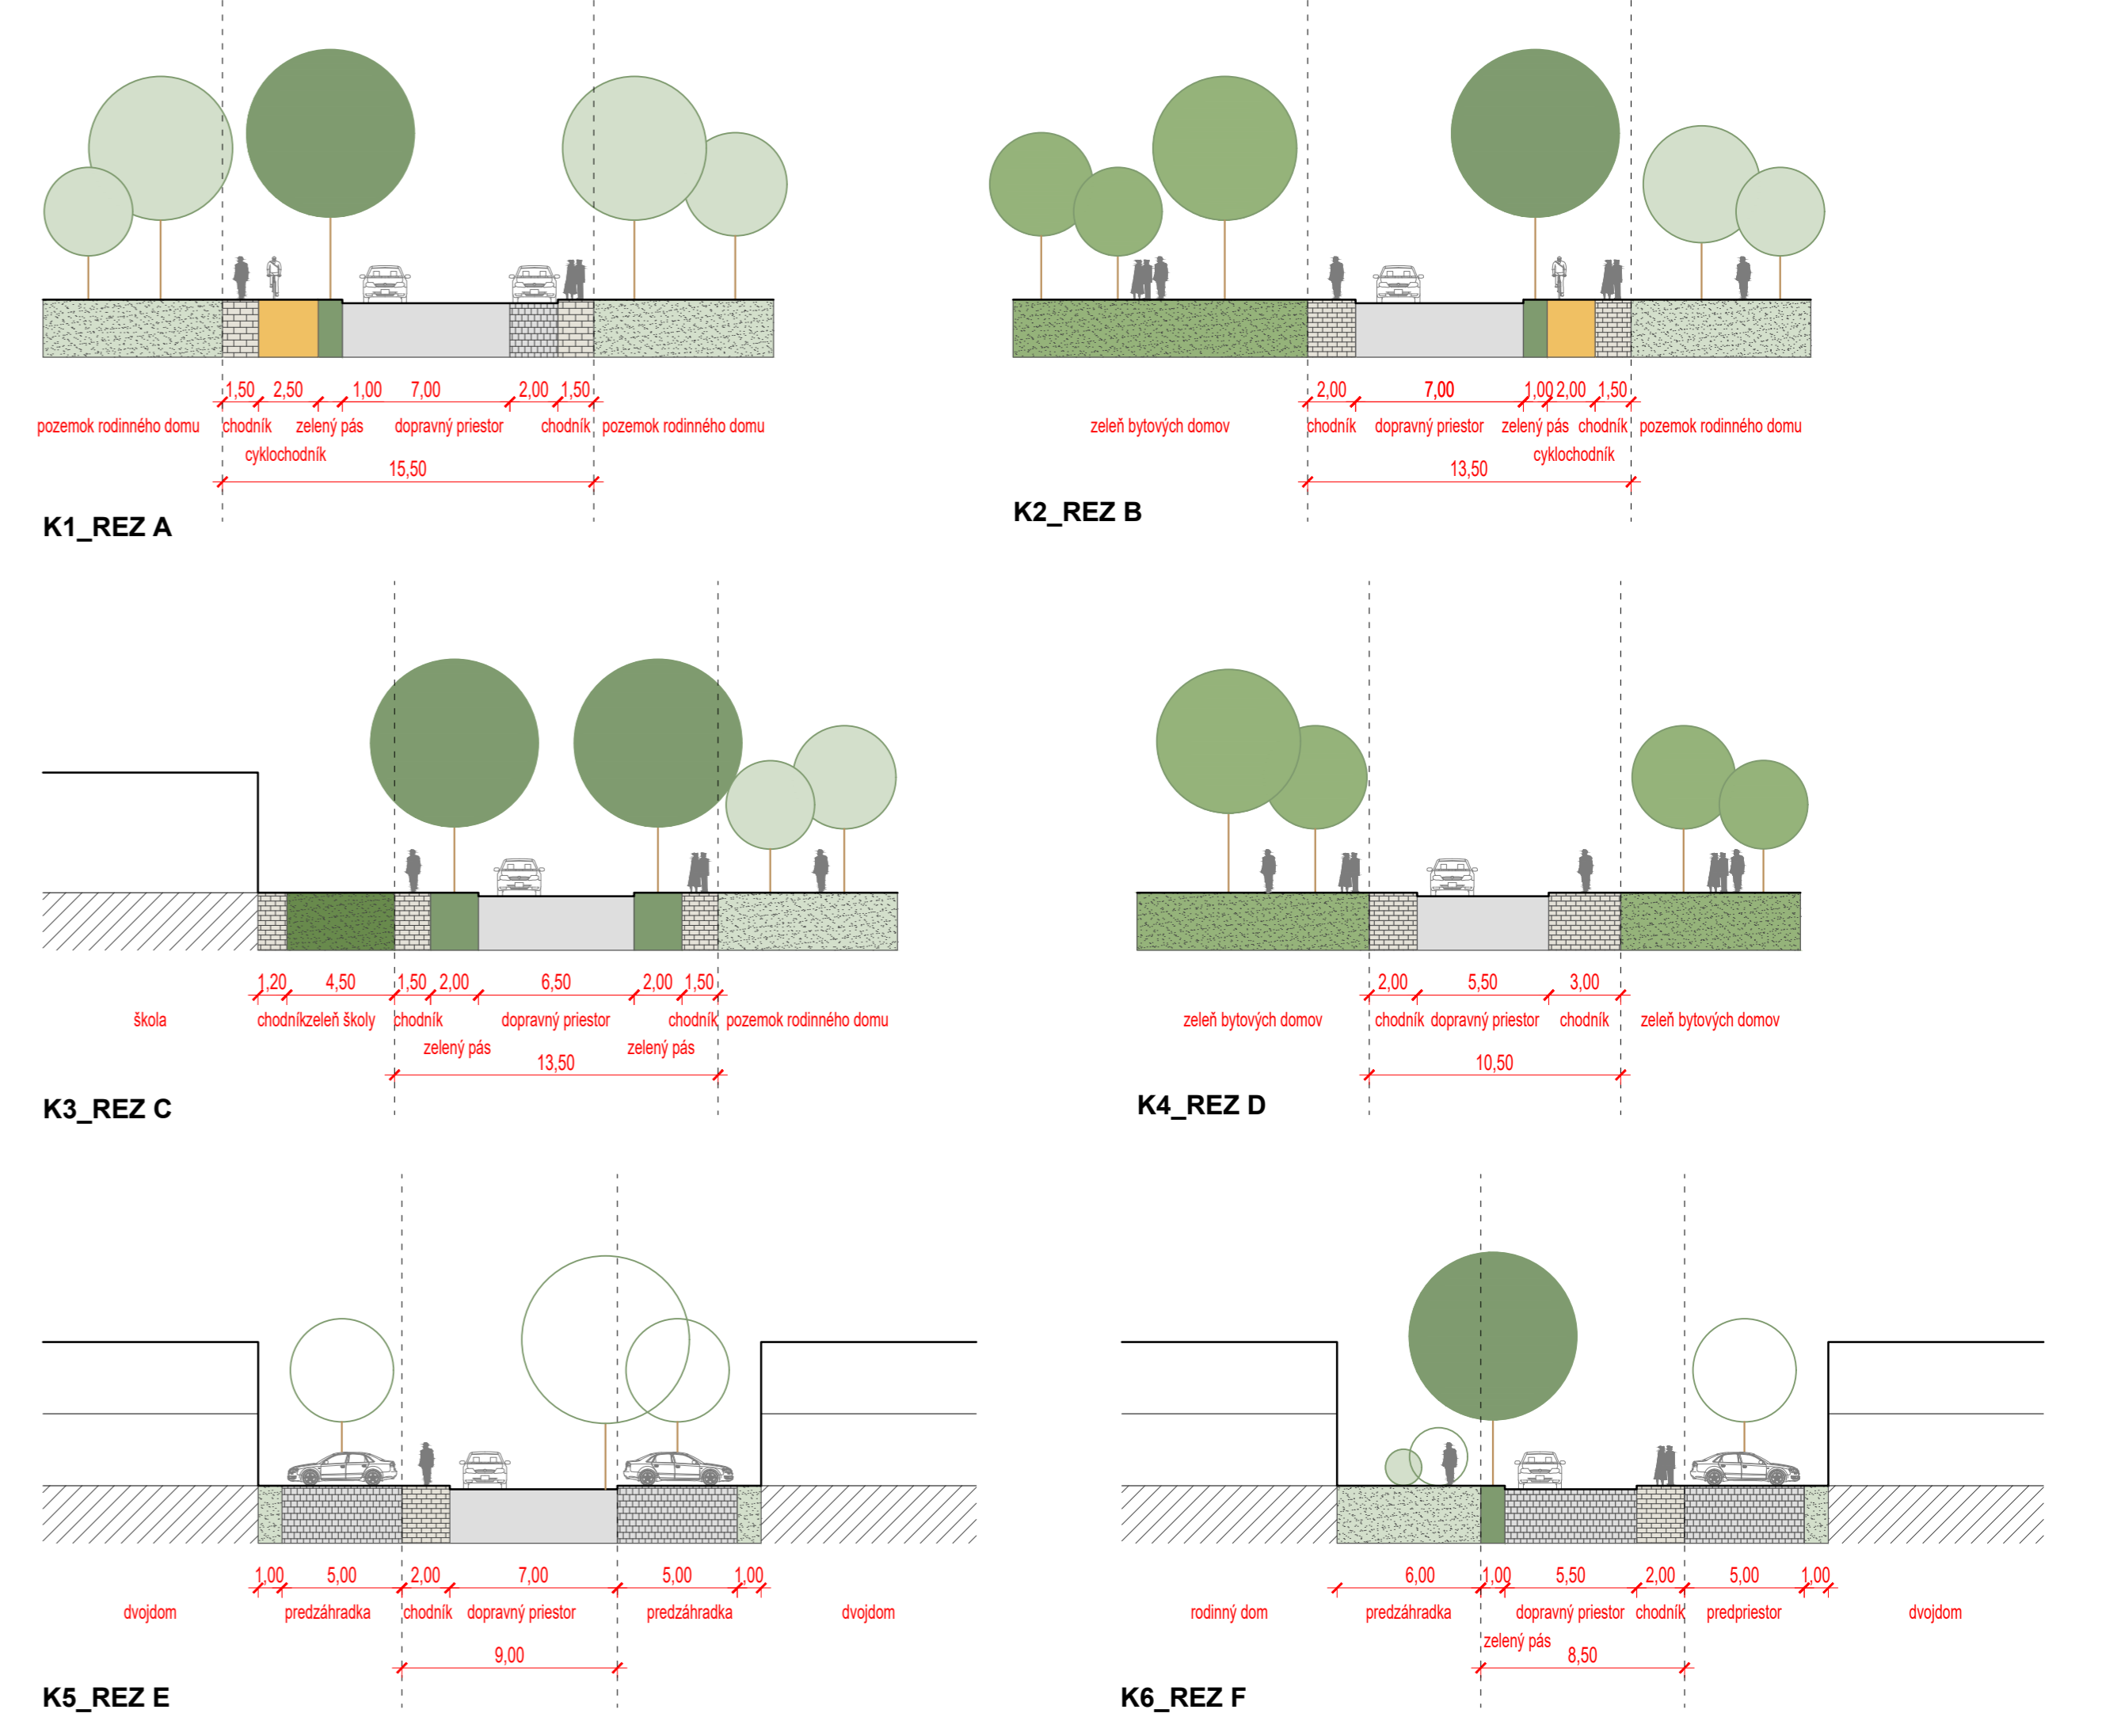 1,50 2,50 1,00 7,00 2,00 1,50
pozemok rodinného domu chodník zelený pás dopravný priestor chodník pozemok rodinného domu
cyklochodník
15,50
K1_REZ A
2,00 7,00 1,00 2,00 1,50
zeleň bytových domov chodník dopravný priestor zelený pás chodník pozemok rodinného domu
cyklochodník
13,50
K2_REZ B
1,20 4,50 1,50 2,00 6,50 2,00 1,50
škola chodník zeleň školy chodník dopravný priestor chodník pozemok rodinného domu
zelený pás zelený pás
13,50
K3_REZ C
2,00 5,50 3,00
zeleň bytových domov chodník dopravný priestor chodník zeleň bytových domov
10,50
K4_REZ D
1,00 5,00 2,00 7,00 5,00 1,00
dvojdom predzáhradka chodník dopravný priestor predzáhradka dvojdom
9,00
K5_REZ E
6,00 1,00 5,50 2,00 5,00 1,00
rodinný dom predzáhradka dopravný priestor chodník predpriestor dvojdom
zelený pás
8,50
K6_REZ F